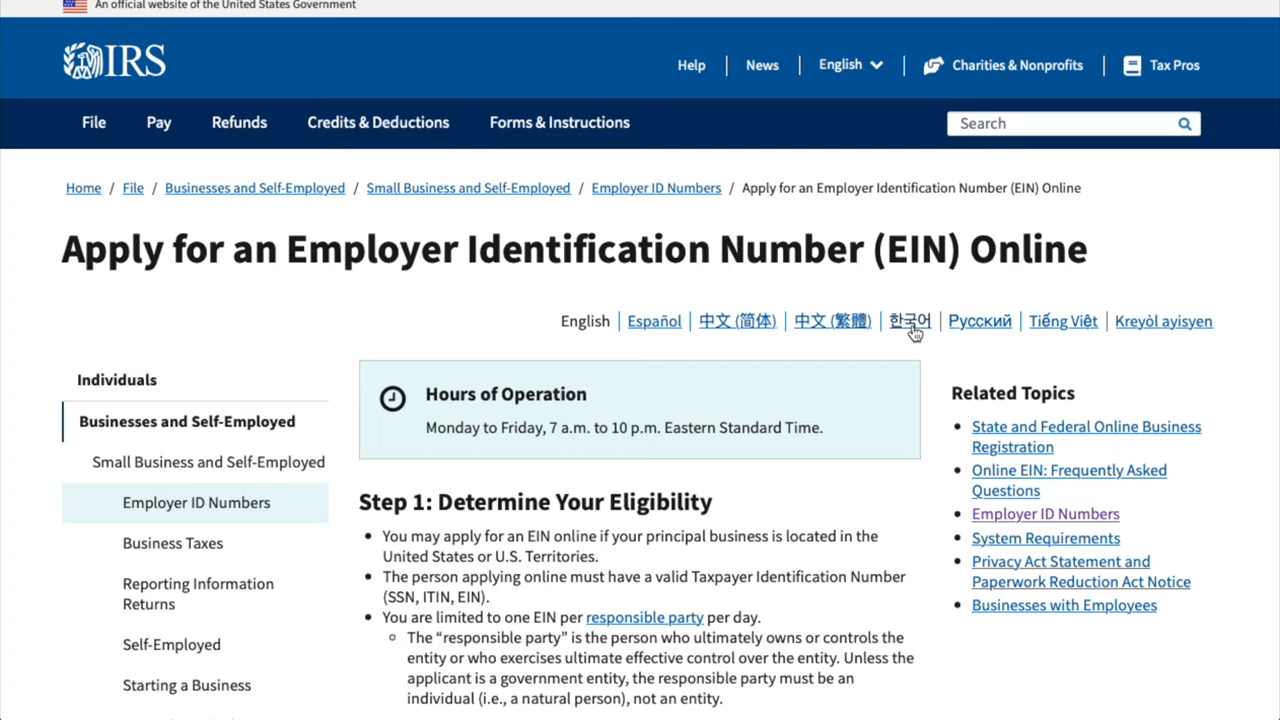 An official website of the United States Government
IRS
Help
News
English
Charities & Nonprofits
Tax Pros
File
Pay
Refunds
Credits & Deductions
Forms & Instructions
Search
Home / File / Businesses and Self-Employed / Small Business and Self-Employed / Employer ID Numbers / Apply for an Employer Identification Number (EIN) Online
Apply for an Employer Identification Number (EIN) Online
English | Español | 中文 (简体) | 中文 (繁體) | 한국어 | Русский | Tiếng Việt | Kreyòl ayisyen
Individuals
Businesses and Self-Employed
Small Business and Self-Employed
Employer ID Numbers
Business Taxes
Reporting Information
Returns
Self-Employed
Starting a Business
Hours of Operation
Monday to Friday, 7 a.m. to 10 p.m. Eastern Standard Time.
Step 1: Determine Your Eligibility
• You may apply for an EIN online if your principal business is located in the
United States or U.S. Territories.
• The person applying online must have a valid Taxpayer Identification Number
(SSN, ITIN, EIN).
• You are limited to one EIN per responsible party per day.
○ The “responsible party” is the person who ultimately owns or controls the
entity or who exercises ultimate effective control over the entity. Unless the
applicant is a government entity, the responsible party must be an
individual (i.e., a natural person), not an entity.
Related Topics
• State and Federal Online Business
Registration
• Online EIN: Frequently Asked
Questions
• Employer ID Numbers
• System Requirements
• Privacy Act Statement and
Paperwork Reduction Act Notice
• Businesses with Employees